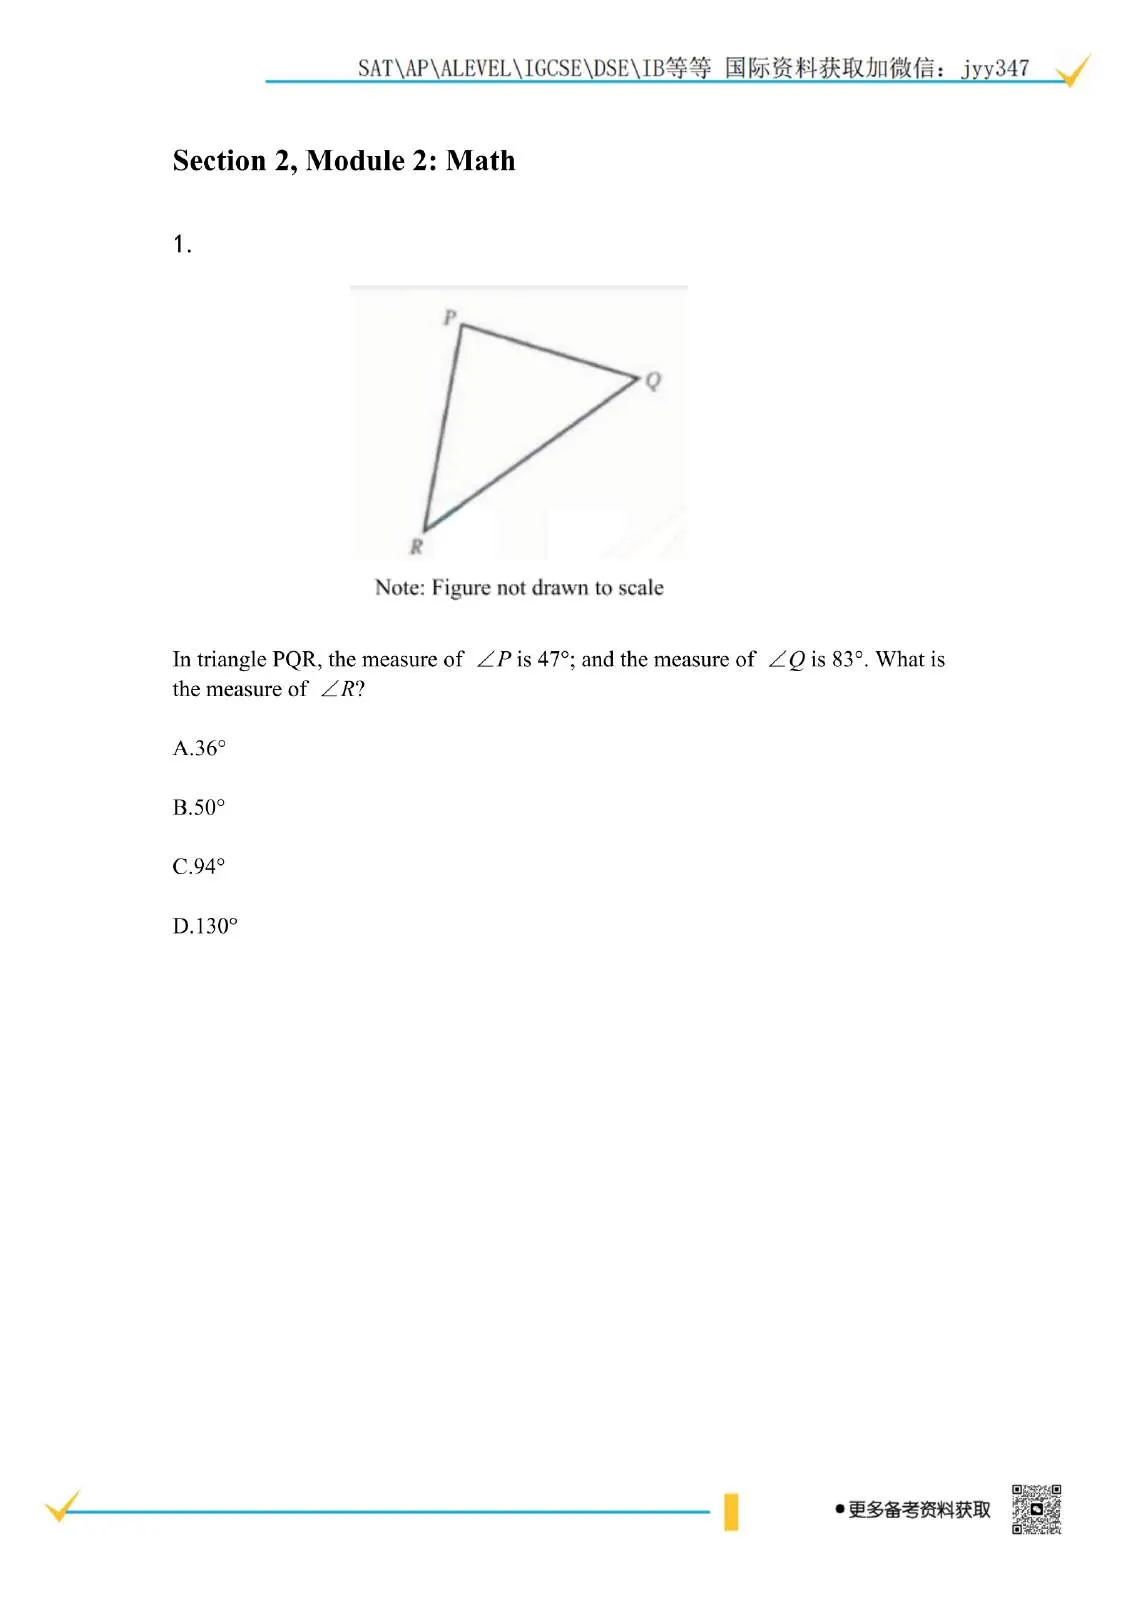 SAT\AP\ALEVEL\IGCSE\DSE\IB等等 国际资料获取加微信：jyy347
Section 2, Module 2: Math
1.
P
Q
R
Note: Figure not drawn to scale
In triangle PQR, the measure of ∠P is 47°; and the measure of ∠Q is 83°. What is
the measure of ∠R?
A.36°
B.50°
C.94°
D.130°
●更多备考资料获取